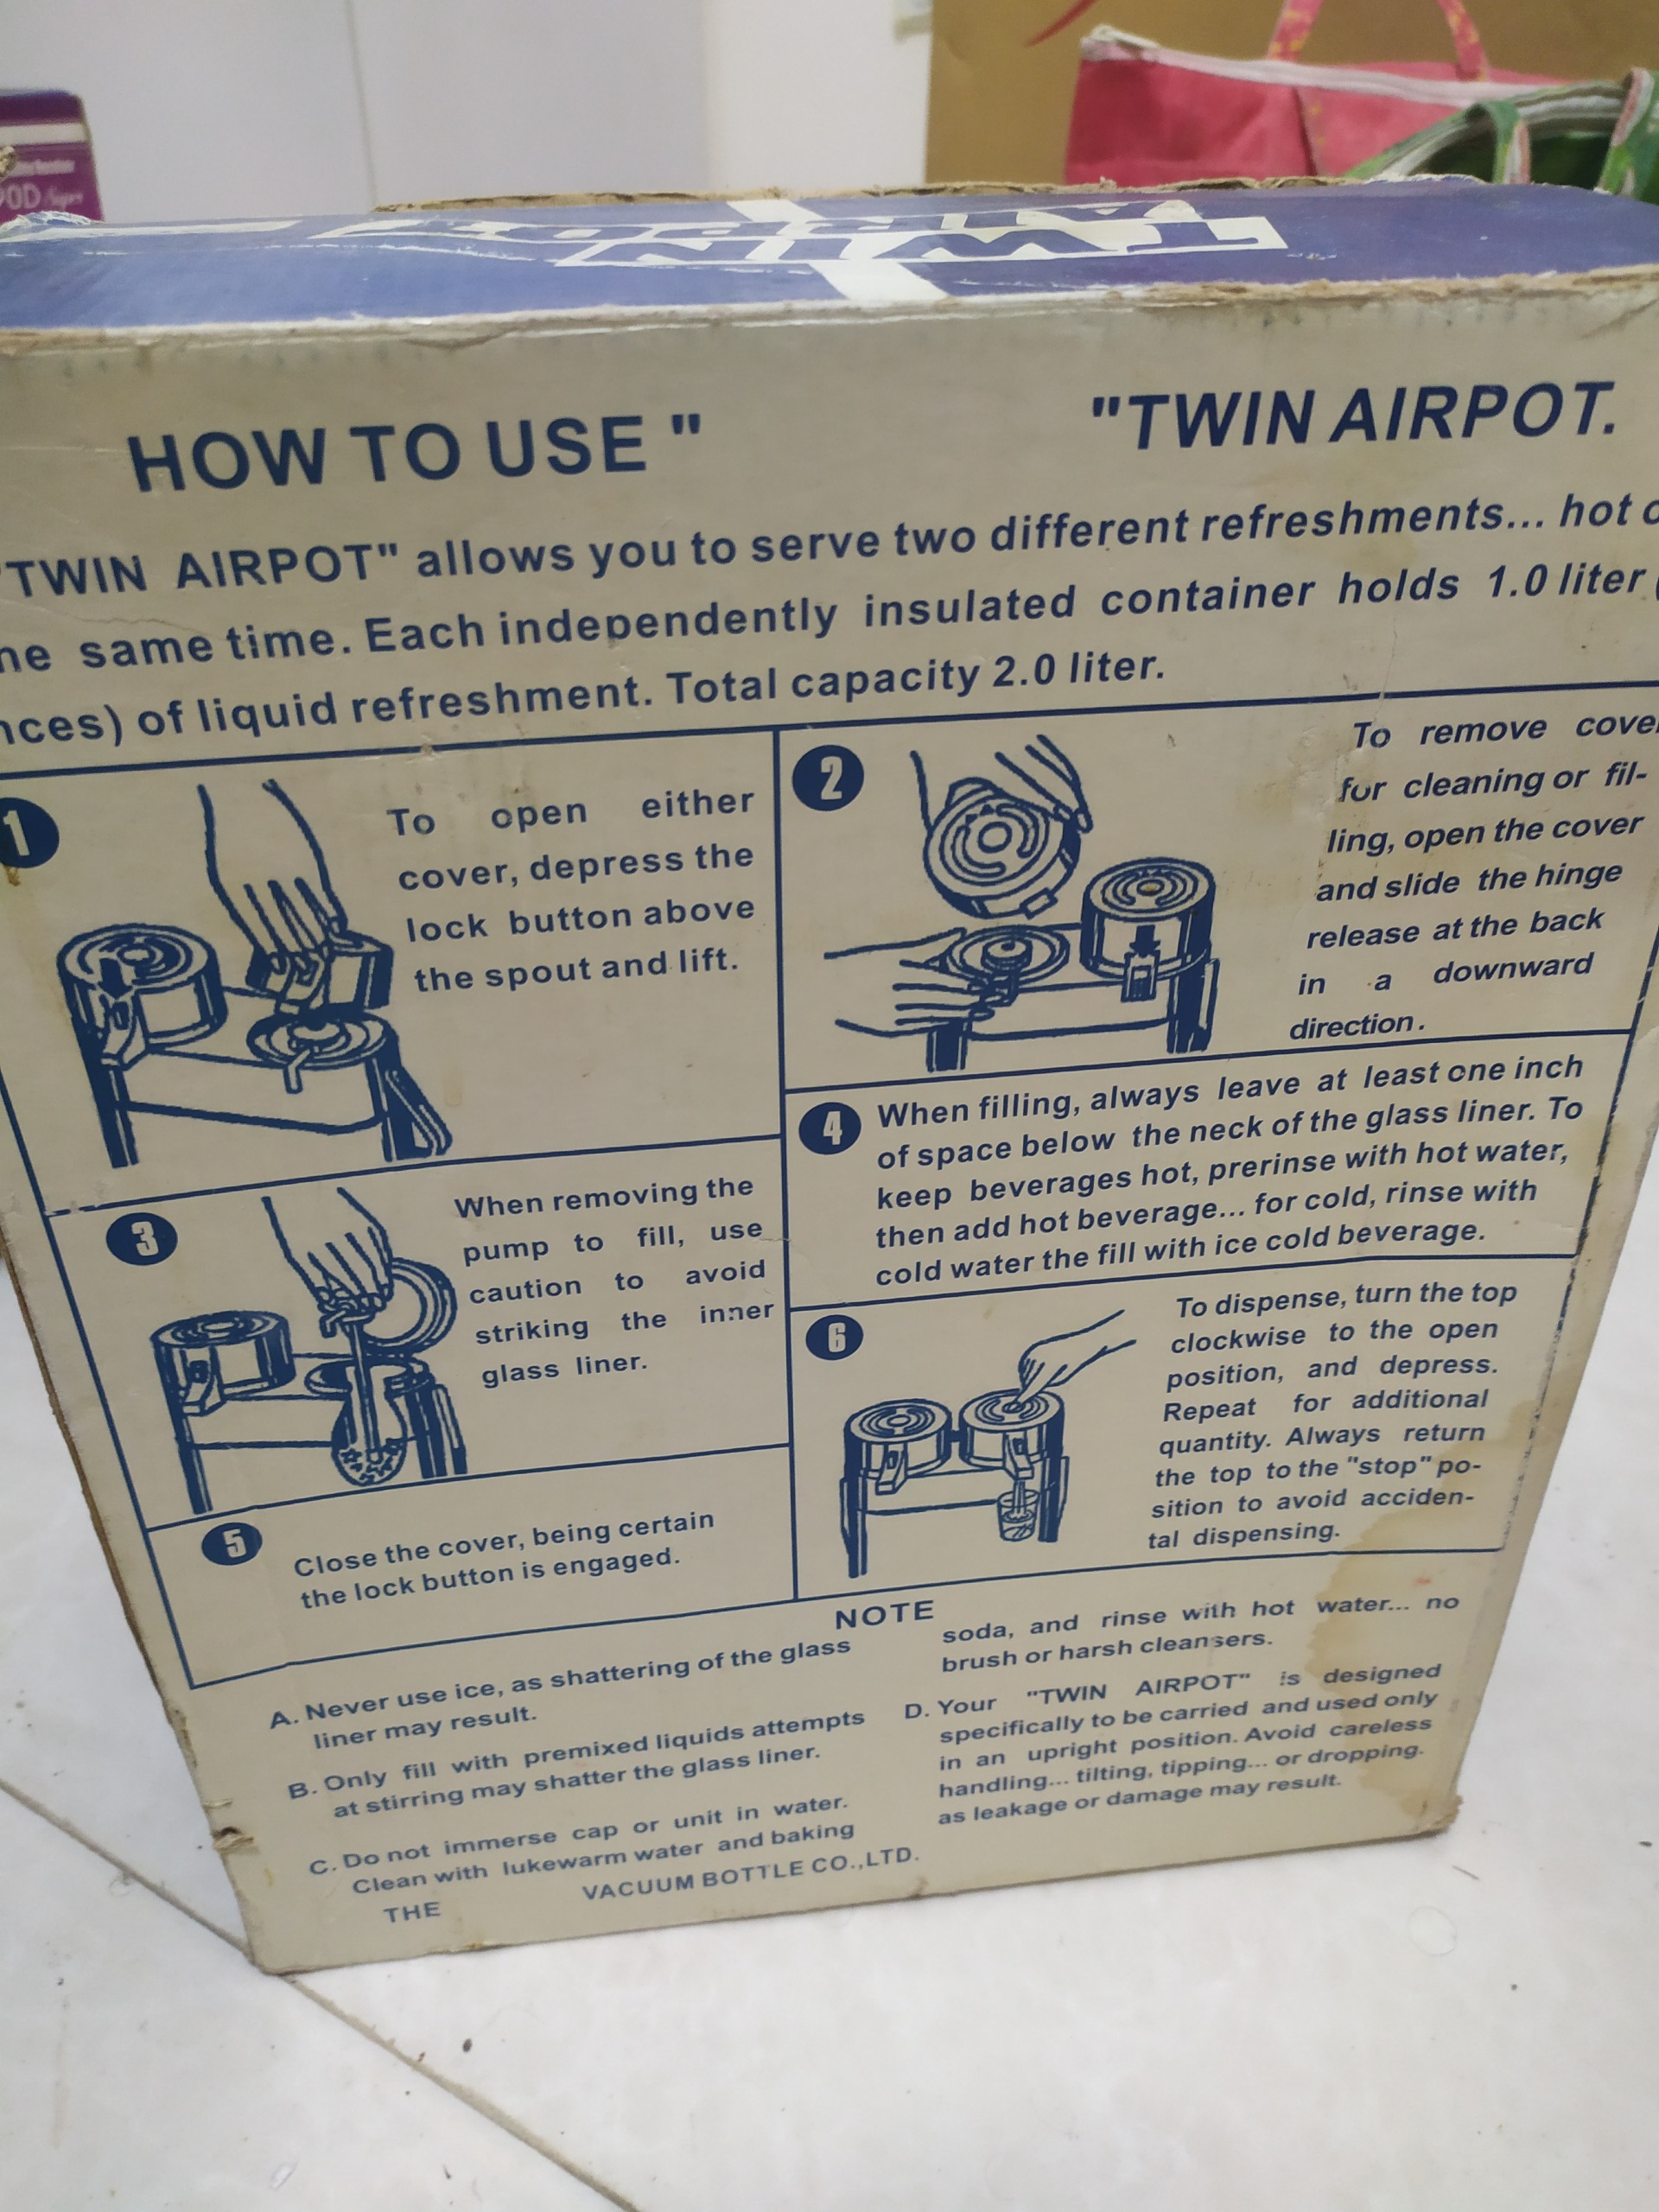 TWIN
AIRPOT
HOW TO USE "
"TWIN AIRPOT.
"TWIN AIRPOT" allows you to serve two different refreshments... hot
same time. Each independently insulated container holds 1.0 liter
of liquid refreshment. Total capacity 2.0 liter.
1
To open either
cover, depress the
lock button above
the spout and lift.
2
To remove cover
for cleaning or fil-
ling, open the cover
and slide the hinge
release at the back
in a downward
direction.
3
When removing the
pump to fill, use
caution to avoid
striking the inner
glass liner.
4
When filling, always leave at least one inch
of space below the neck of the glass liner. To
keep beverages hot, prerinse with hot water,
then add hot beverage... for cold, rinse with
cold water the fill with ice cold beverage.
5
Close the cover, being certain
the lock button is engaged.
6
To dispense, turn the top
clockwise to the open
position, and depress.
Repeat for additional
quantity. Always return
the top to the "stop" po-
sition to avoid acciden-
tal dispensing.
NOTE
A. Never use ice, as shattering of the glass
liner may result.
B. Only fill with premixed liquids attempts
at stirring may shatter the glass liner.
C. Do not immerse cap or unit in water.
Clean with lukewarm water and baking
soda, and rinse with hot water... no
brush or harsh cleansers.
D. Your "TWIN AIRPOT" is designed
specifically to be carried and used only
in an upright position. Avoid careless
handling... tilting, tipping... or dropping.
as leakage or damage may result.
THE VACUUM BOTTLE CO.,LTD.